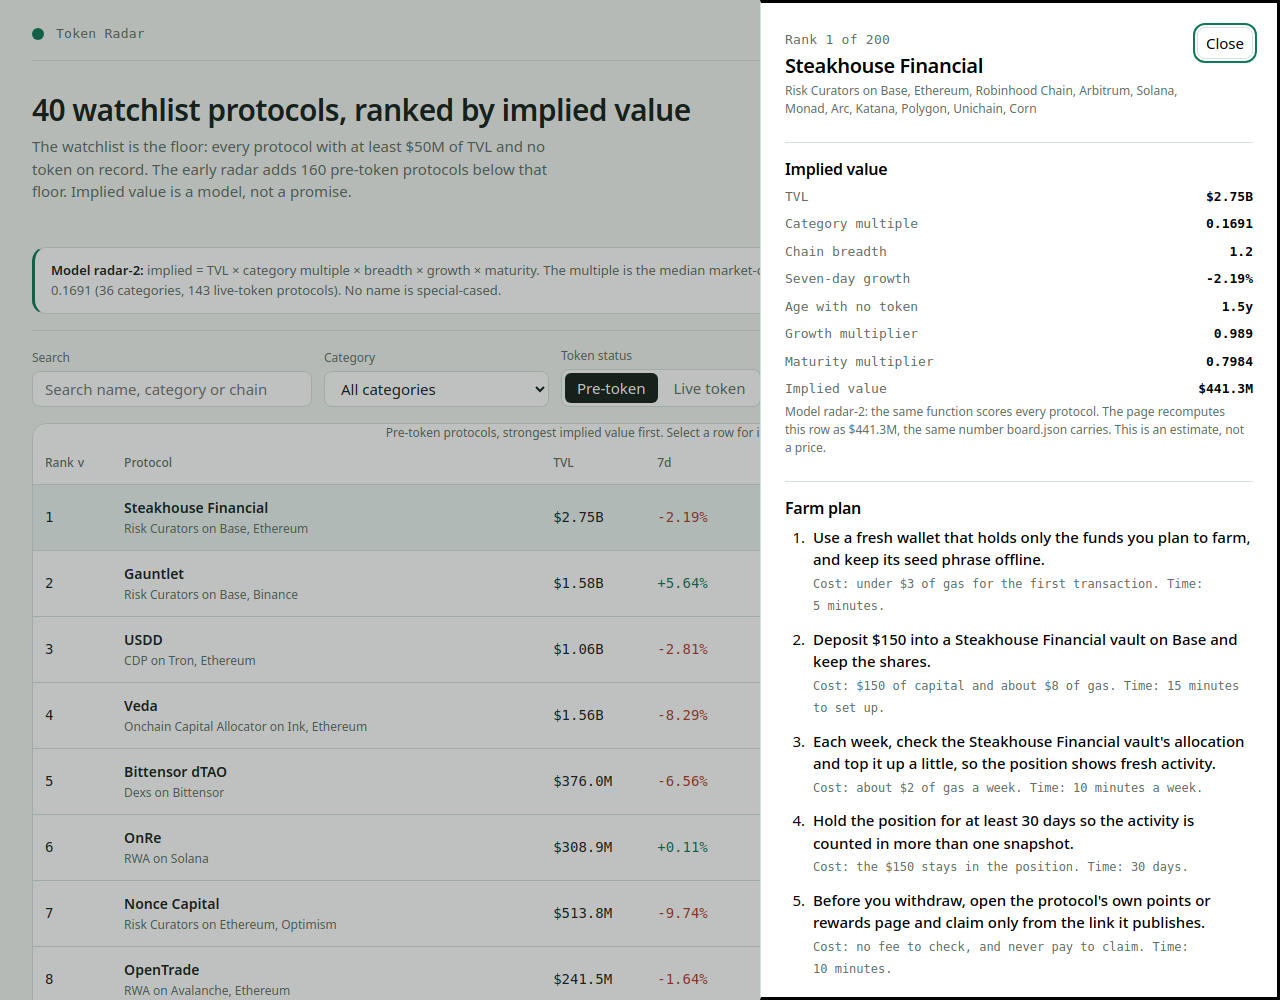 Token Radar
40 watchlist protocols, ranked by implied value
The watchlist is the floor: every protocol with at least $50M of TVL and no
token on record. The early radar adds 160 pre-token protocols below that
floor. Implied value is a model, not a promise.
Model radar-2: implied = TVL × category multiple × breadth × growth × maturity. The multiple is the median market-
0.1691 (36 categories, 143 live-token protocols). No name is special-cased.
Search
Category
Token status
Search name, category or chain
All categories
Pre-token
Live token
Pre-token protocols, strongest implied value first. Select a row for
Rank v
Protocol
TVL
7d
1
Steakhouse Financial
$2.75B
-2.19%
Risk Curators on Base, Ethereum
2
Gauntlet
$1.58B
+5.64%
Risk Curators on Base, Binance
3
USDD
$1.06B
-2.81%
CDP on Tron, Ethereum
4
Veda
$1.56B
-8.29%
Onchain Capital Allocator on Ink, Ethereum
5
Bittensor dTAO
$376.0M
-6.56%
Dexs on Bittensor
6
OnRe
$308.9M
+0.11%
RWA on Solana
7
Nonce Capital
$513.8M
-9.74%
Risk Curators on Ethereum, Optimism
8
OpenTrade
$241.5M
-1.64%
RWA on Avalanche, Ethereum
Rank 1 of 200
Close
Steakhouse Financial
Risk Curators on Base, Ethereum, Robinhood Chain, Arbitrum, Solana,
Monad, Arc, Katana, Polygon, Unichain, Corn
Implied value
TVL $2.75B
Category multiple 0.1691
Chain breadth 1.2
Seven-day growth -2.19%
Age with no token 1.5y
Growth multiplier 0.989
Maturity multiplier 0.7984
Implied value $441.3M
Model radar-2: the same function scores every protocol. The page recomputes
this row as $441.3M, the same number board.json carries. This is an estimate, not
a price.
Farm plan
1. Use a fresh wallet that holds only the funds you plan to farm,
and keep its seed phrase offline.
Cost: under $3 of gas for the first transaction. Time:
5 minutes.
2. Deposit $150 into a Steakhouse Financial vault on Base and
keep the shares.
Cost: $150 of capital and about $8 of gas. Time: 15 minutes
to set up.
3. Each week, check the Steakhouse Financial vault's allocation
and top it up a little, so the position shows fresh activity.
Cost: about $2 of gas a week. Time: 10 minutes a week.
4. Hold the position for at least 30 days so the activity is
counted in more than one snapshot.
Cost: the $150 stays in the position. Time: 30 days.
5. Before you withdraw, open the protocol's own points or
rewards page and claim only from the link it publishes.
Cost: no fee to check, and never pay to claim. Time:
10 minutes.